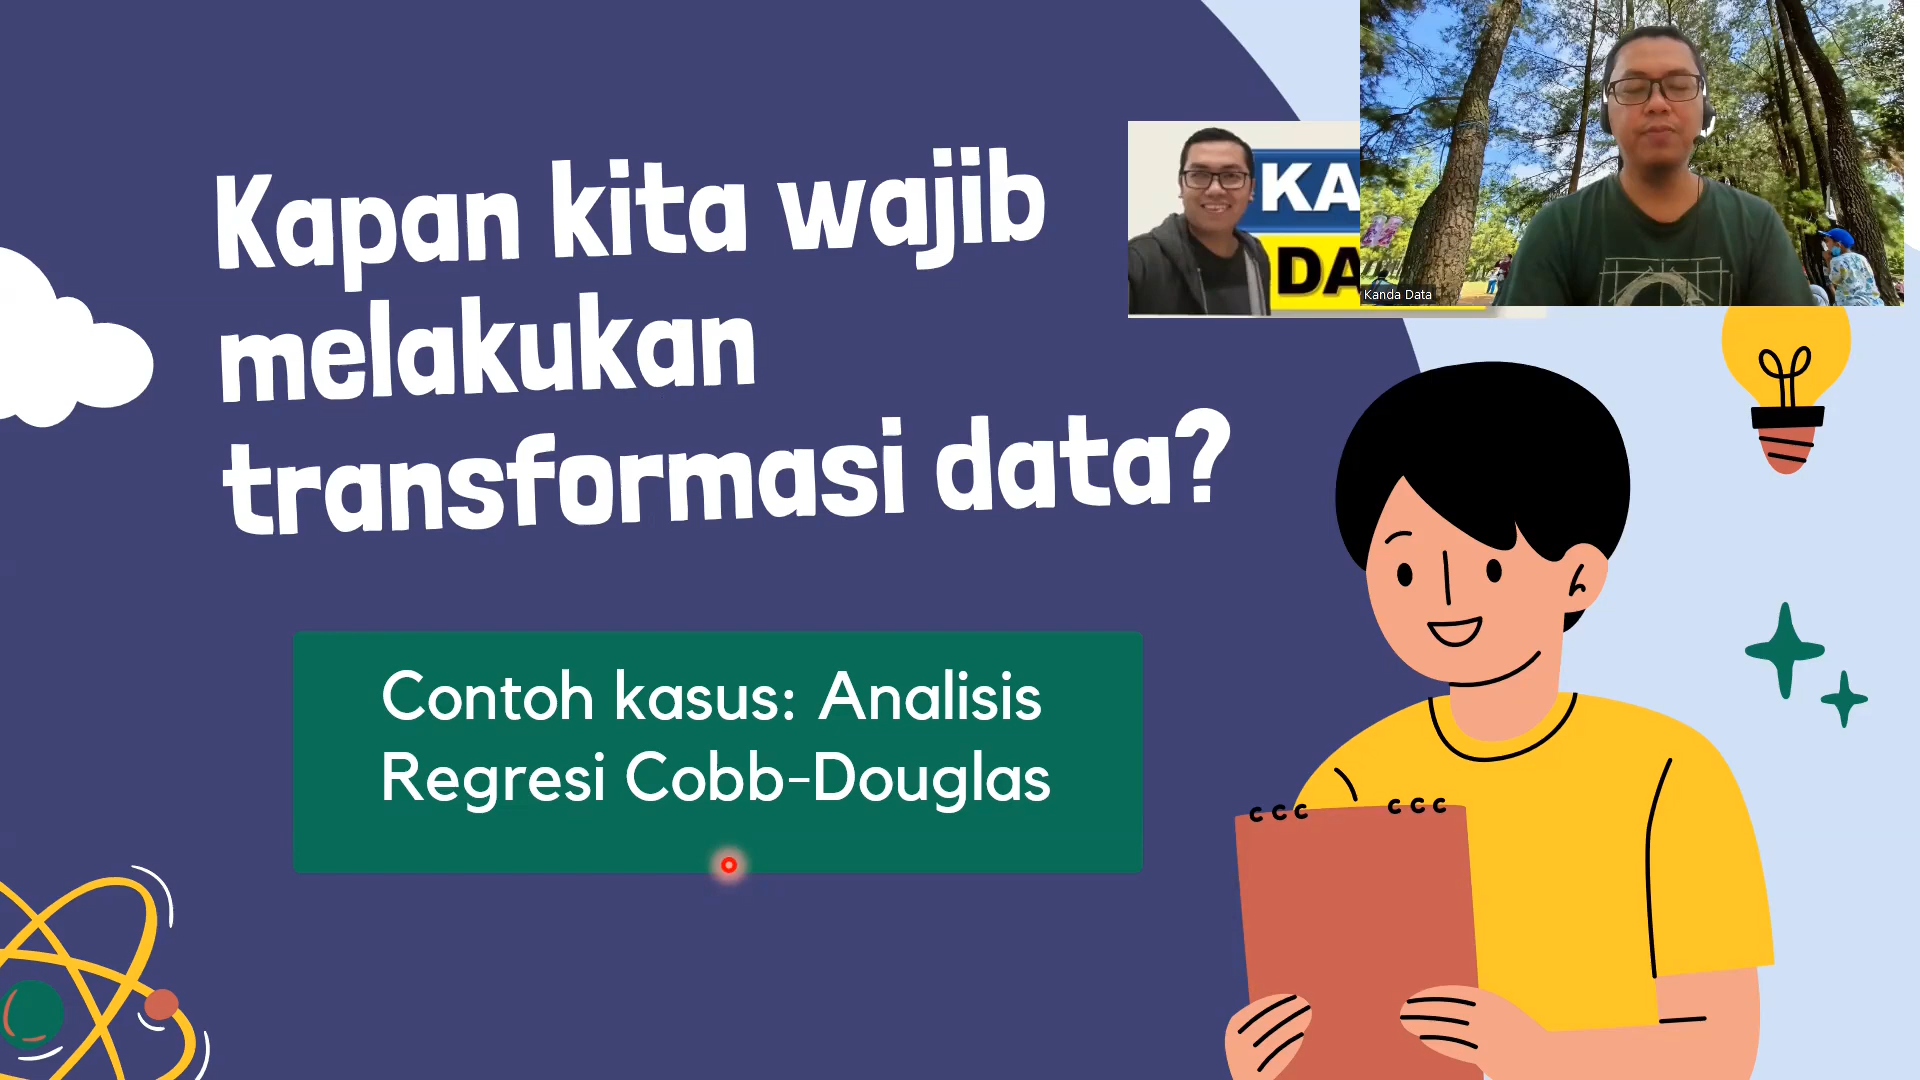 Kapan kita wajib
melakukan
transformasi data?
KA
DA
Kanda Data
Contoh kasus: Analisis
Regresi Cobb-Douglas